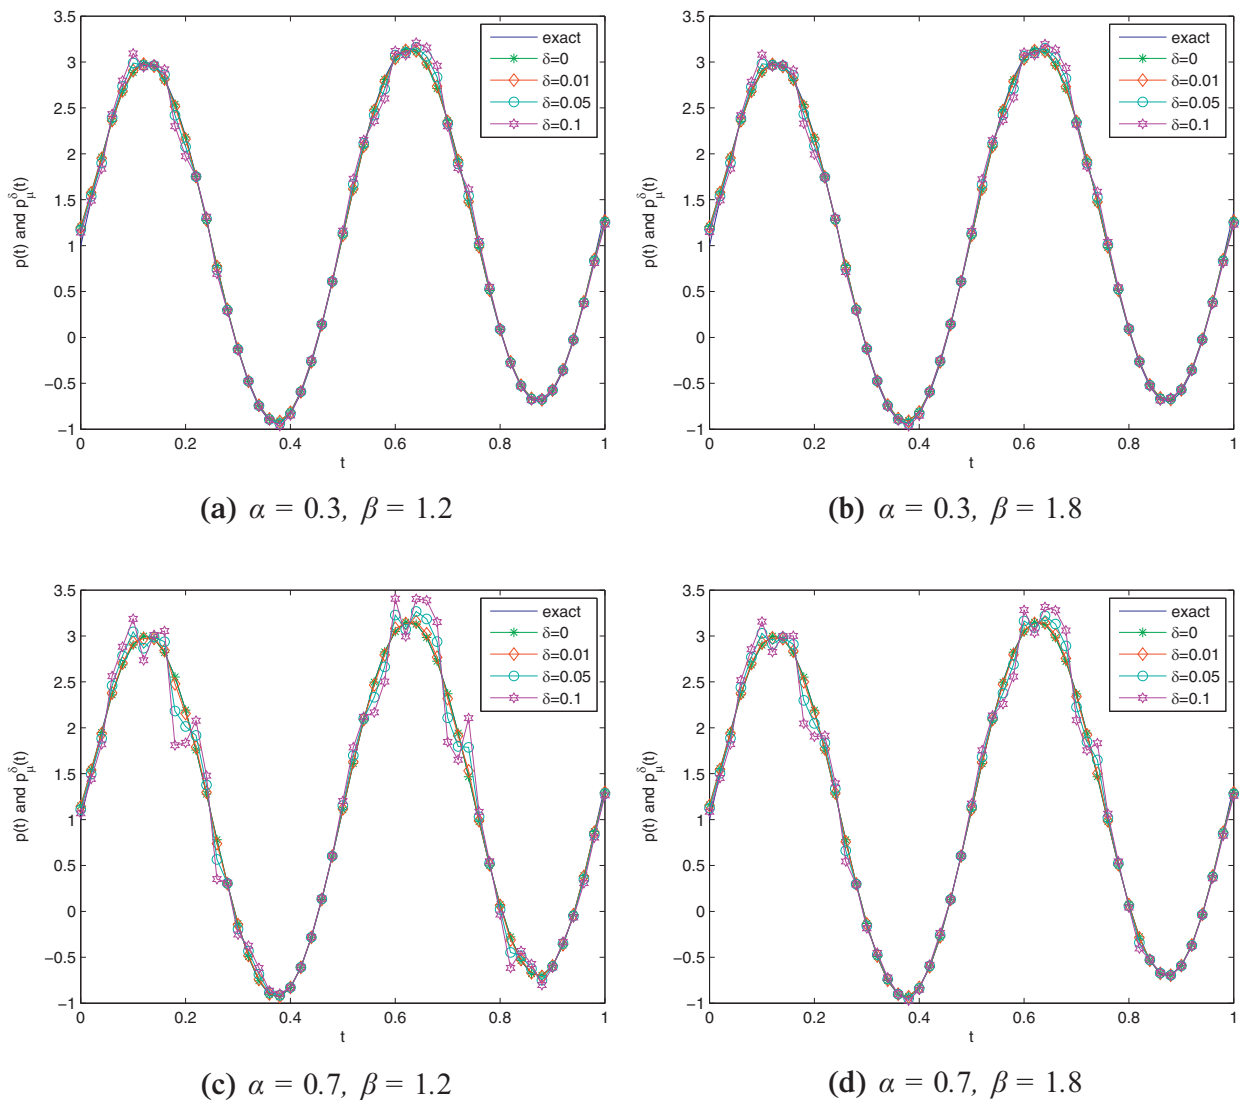 3.5
3
2.5
2
1.5
1
0.5
0
−0.5
−1
0 0.2 0.4 0.6 0.8 1
t
p(t) and p_μ^δ(t)
exact
δ=0
δ=0.01
δ=0.05
δ=0.1
(a) α = 0.3, β = 1.2
3.5
3
2.5
2
1.5
1
0.5
0
−0.5
−1
0 0.2 0.4 0.6 0.8 1
t
p(t) and p_μ^δ(t)
exact
δ=0
δ=0.01
δ=0.05
δ=0.1
(b) α = 0.3, β = 1.8
3.5
3
2.5
2
1.5
1
0.5
0
−0.5
−1
0 0.2 0.4 0.6 0.8 1
t
p(t) and p_μ^δ(t)
exact
δ=0
δ=0.01
δ=0.05
δ=0.1
(c) α = 0.7, β = 1.2
3.5
3
2.5
2
1.5
1
0.5
0
−0.5
−1
0 0.2 0.4 0.6 0.8 1
t
p(t) and p_μ^δ(t)
exact
δ=0
δ=0.01
δ=0.05
δ=0.1
(d) α = 0.7, β = 1.8